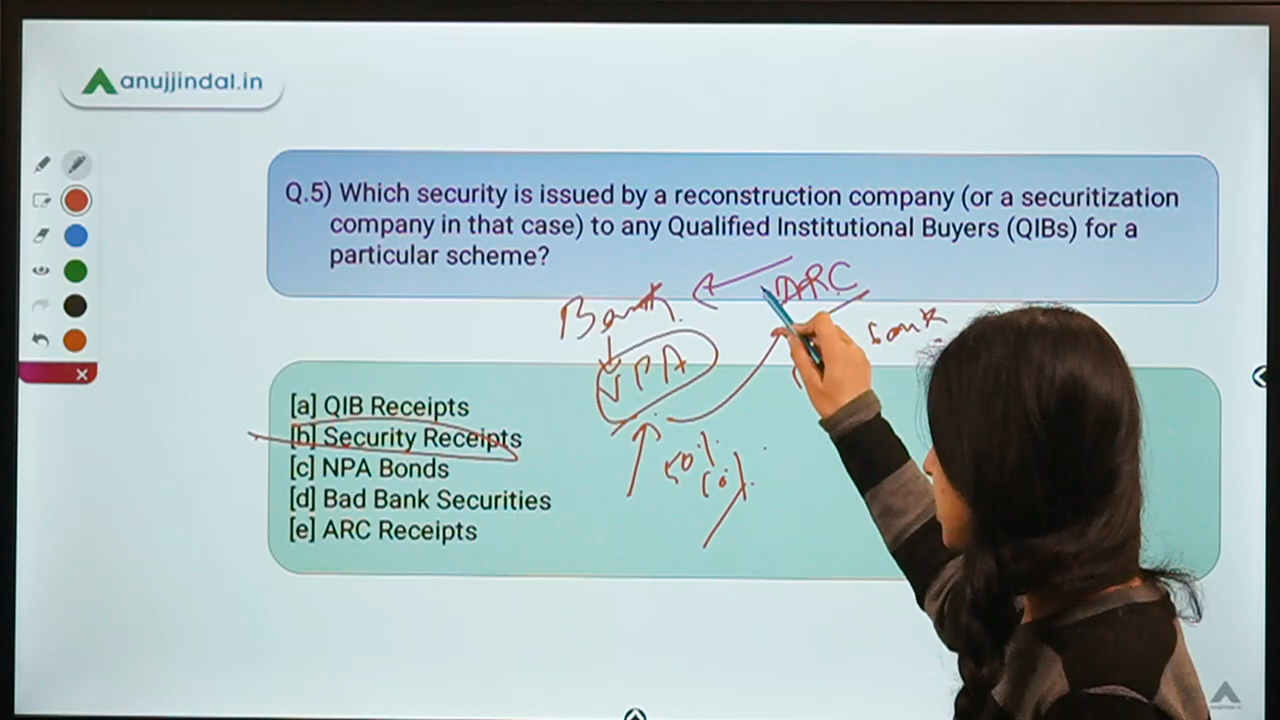 anujjindal.in
Q.5) Which security is issued by a reconstruction company (or a securitization
company in that case) to any Qualified Institutional Buyers (QIBs) for a
particular scheme?
ARC
Bank
Bank
NPA
[a] QIB Receipts
[b] Security Receipts
[c] NPA Bonds
[d] Bad Bank Securities
[e] ARC Receipts